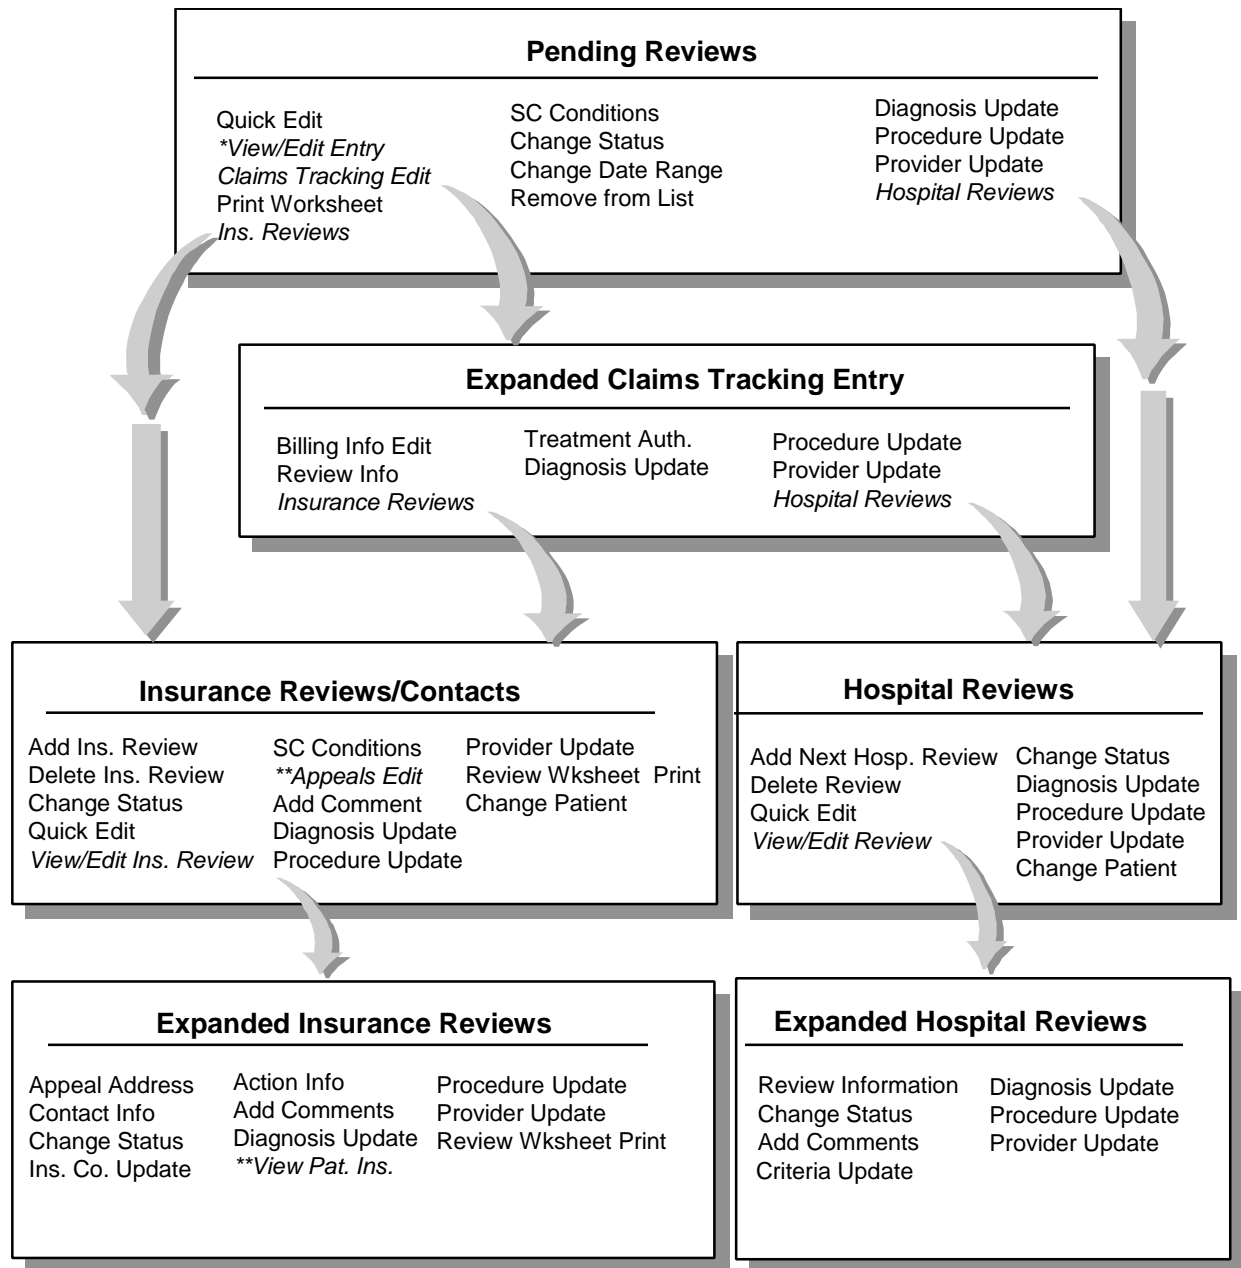 Pending Reviews
Quick Edit
*View/Edit Entry
Claims Tracking Edit
Print Worksheet
Ins. Reviews
SC Conditions
Change Status
Change Date Range
Remove from List
Diagnosis Update
Procedure Update
Provider Update
Hospital Reviews
Expanded Claims Tracking Entry
Billing Info Edit
Review Info
Insurance Reviews
Treatment Auth.
Diagnosis Update
Procedure Update
Provider Update
Hospital Reviews
Insurance Reviews/Contacts
Add Ins. Review
Delete Ins. Review
Change Status
Quick Edit
View/Edit Ins. Review
SC Conditions
**Appeals Edit
Add Comment
Diagnosis Update
Procedure Update
Provider Update
Review Wksheet Print
Change Patient
Hospital Reviews
Add Next Hosp. Review
Delete Review
Quick Edit
View/Edit Review
Change Status
Diagnosis Update
Procedure Update
Provider Update
Change Patient
Expanded Insurance Reviews
Appeal Address
Contact Info
Change Status
Ins. Co. Update
Action Info
Add Comments
Diagnosis Update
**View Pat. Ins.
Procedure Update
Provider Update
Review Wksheet Print
Expanded Hospital Reviews
Review Information
Change Status
Add Comments
Criteria Update
Diagnosis Update
Procedure Update
Provider Update